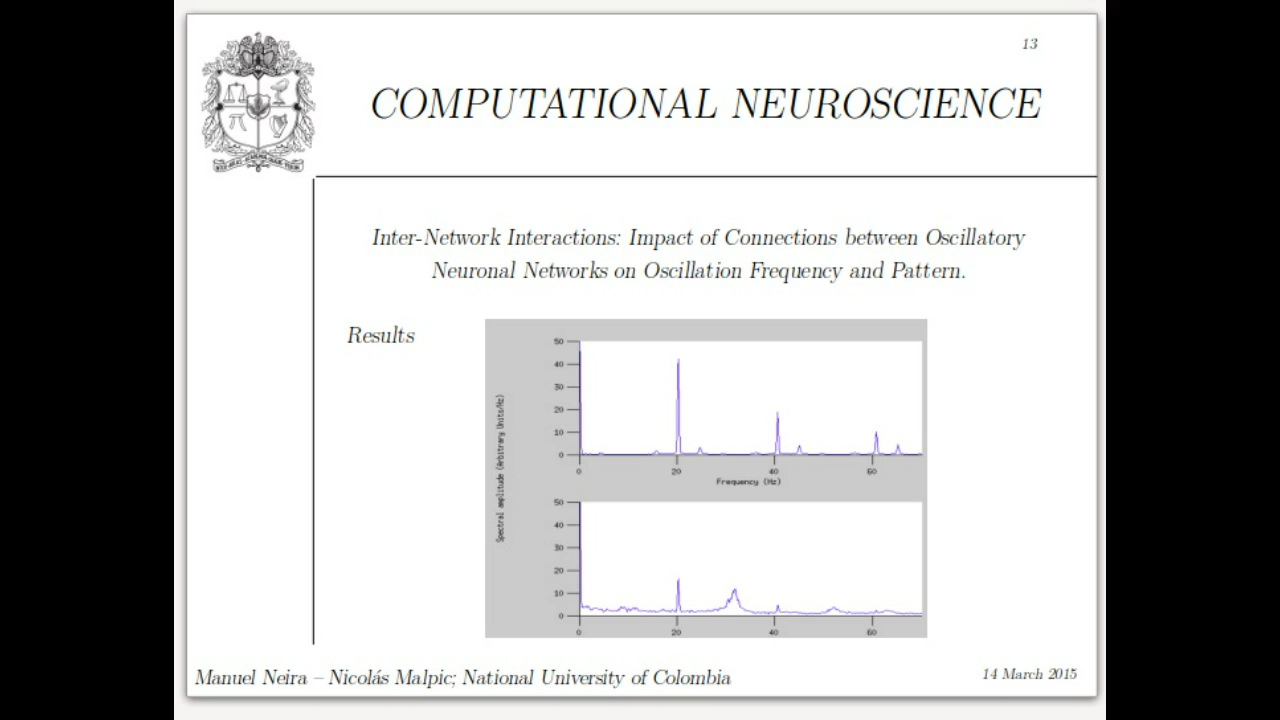 13
COMPUTATIONAL NEUROSCIENCE
Inter-Network Interactions: Impact of Connections between Oscillatory
Neuronal Networks on Oscillation Frequency and Pattern.
Results
Spectral amplitude (Arbitrary Units/Hz)
50
40
30
20
10
0
0 20 40 60
Frequency (Hz)
50
40
30
20
10
0
0 20 40 60
Manuel Neira – Nicolás Malpic; National University of Colombia
14 March 2015